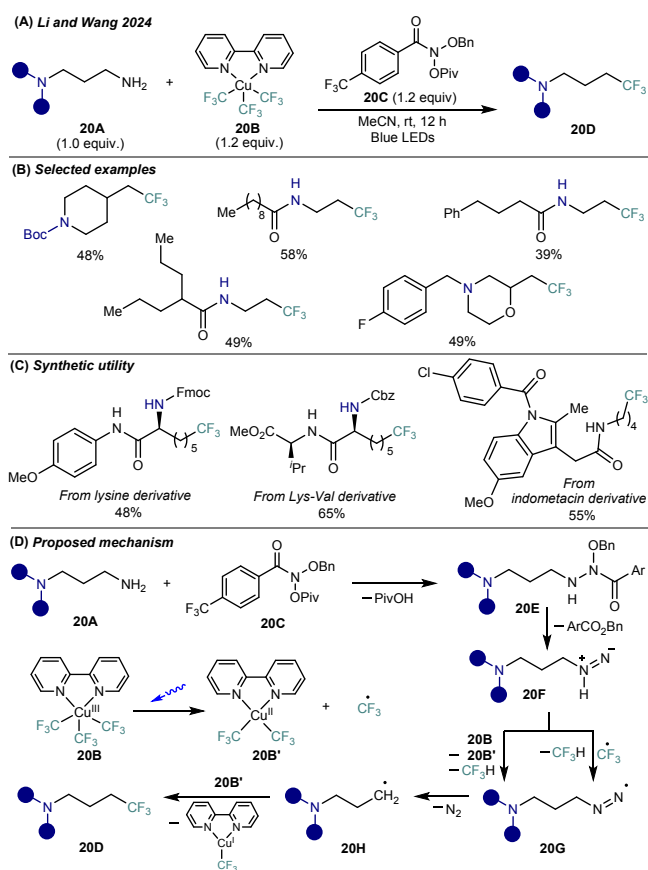 (A) Li and Wang 2024
N
NH2
20A
(1.0 equiv.)
+
N
N
Cu
F3C
CF3
CF3
20B
(1.2 equiv.)
O
N
OBn
OPiv
F3C
20C (1.2 equiv)
MeCN, rt, 12 h
Blue LEDs
N
CF3
20D
(B) Selected examples
Boc
N
CF3
48%
Me
( )8
O
H
N
CF3
58%
Ph
O
H
N
CF3
39%
Me
Me
O
H
N
CF3
49%
F
N
O
CF3
49%
(C) Synthetic utility
MeO
H
N
O
HN
Fmoc
( )5
CF3
From lysine derivative
48%
MeO2C
iPr
H
N
O
HN
Cbz
( )5
CF3
From Lys-Val derivative
65%
Cl
O
N
Me
MeO
O
HN
( )4
CF3
From
indometacin derivative
55%
(D) Proposed mechanism
N
NH2
20A
+
O
N
OBn
OPiv
F3C
20C
– PivOH
N
N
H
N
OBn
Ar
O
20E
– ArCO2Bn
N
N
H
+
N
–
20F
N
N
CuIII
F3C
CF3
CF3
20B
N
N
CuII
F3C
CF3
20B'
+
•
CF3
20B
– 20B'
– CF3H
– CF3H
•
CF3
N
CF3
20D
20B'
–
N
N
CuI
CF3
N
•
CH2
20H
– N2
N
N
N
•
20G